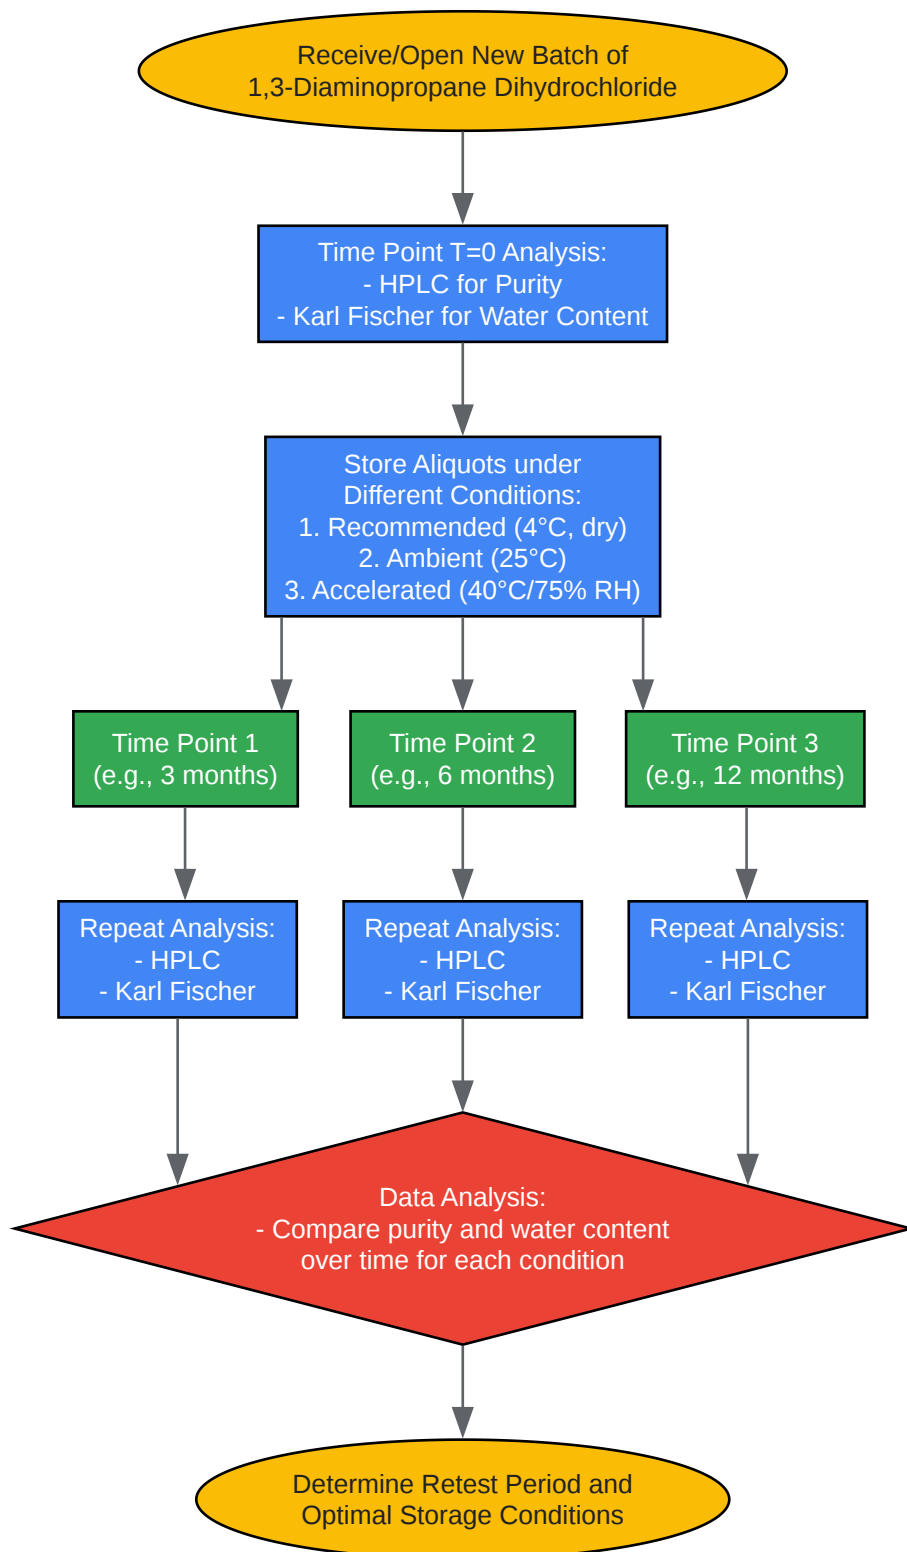 Receive/Open New Batch of
1,3-Diaminopropane Dihydrochloride
Time Point T=0 Analysis:
- HPLC for Purity
- Karl Fischer for Water Content
Store Aliquots under
Different Conditions:
1. Recommended (4°C, dry)
2. Ambient (25°C)
3. Accelerated (40°C/75% RH)
Time Point 1
(e.g., 3 months)
Time Point 2
(e.g., 6 months)
Time Point 3
(e.g., 12 months)
Repeat Analysis:
- HPLC
- Karl Fischer
Repeat Analysis:
- HPLC
- Karl Fischer
Repeat Analysis:
- HPLC
- Karl Fischer
Data Analysis:
- Compare purity and water content
over time for each condition
Determine Retest Period and
Optimal Storage Conditions